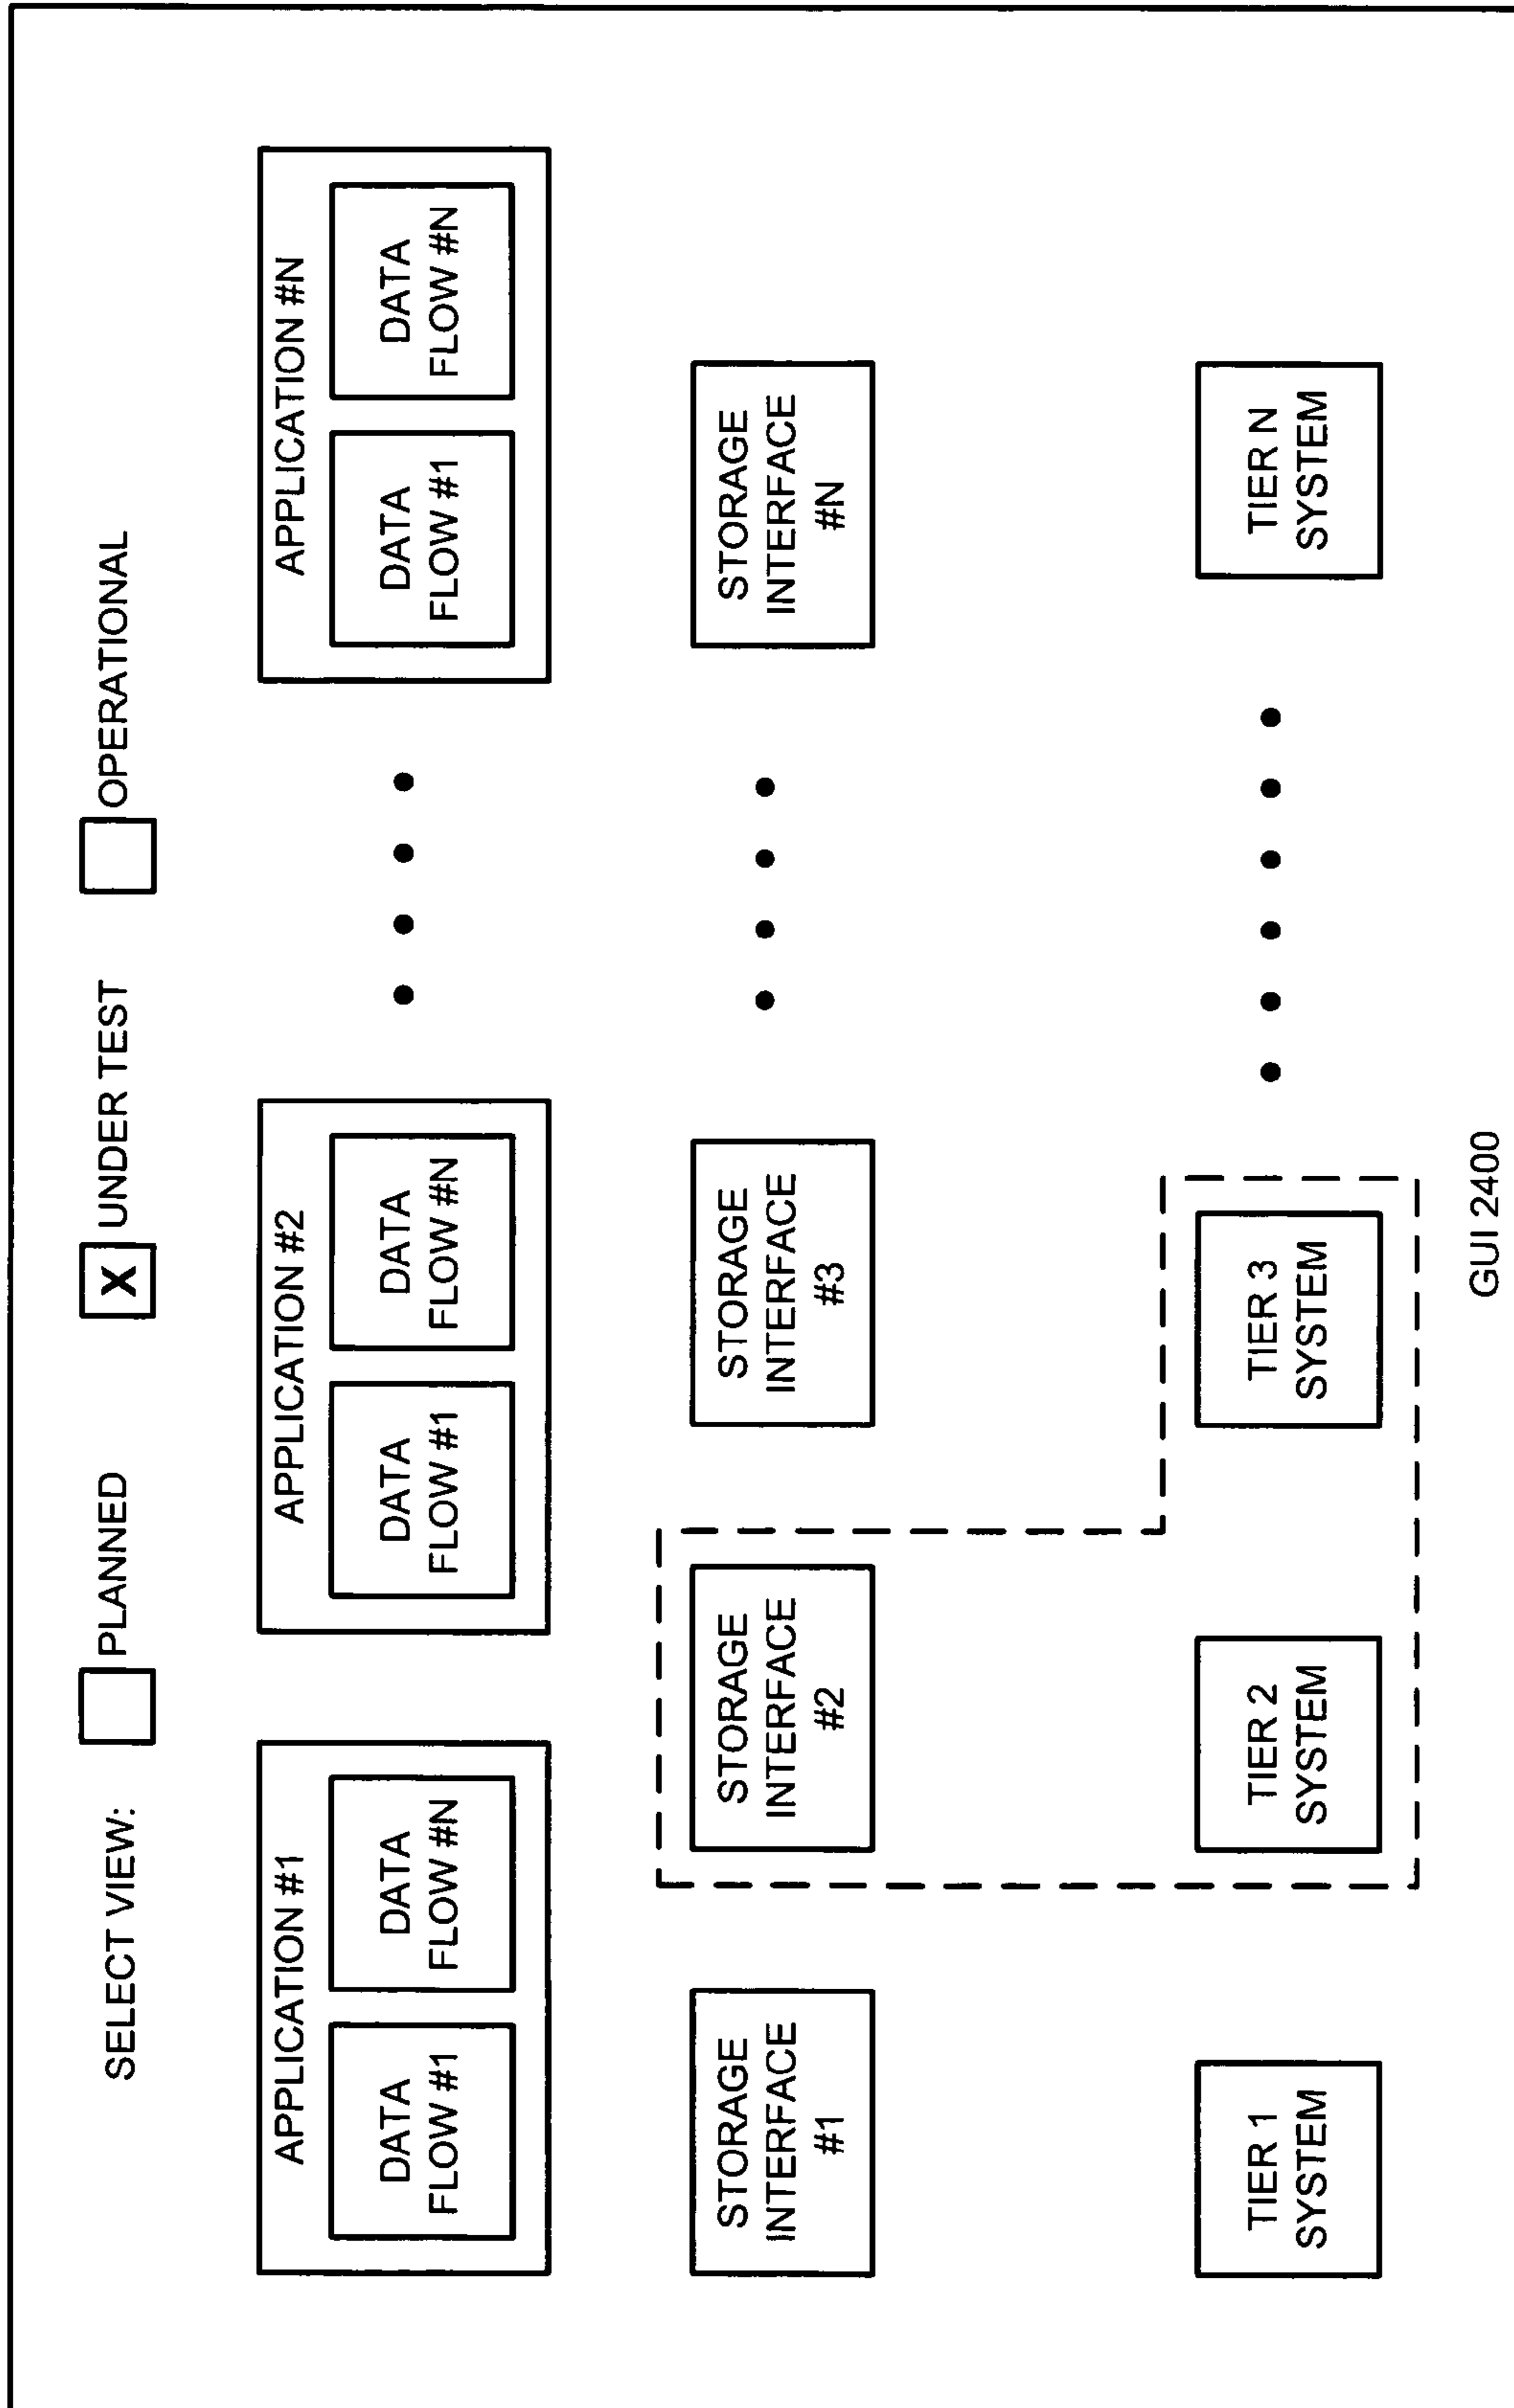 SELECT VIEW:
PLANNED
X UNDER TEST
OPERATIONAL
APPLICATION #1
DATA
FLOW #1
DATA
FLOW #N
APPLICATION #2
DATA
FLOW #1
DATA
FLOW #N
APPLICATION #N
DATA
FLOW #1
DATA
FLOW #N
STORAGE
INTERFACE
#1
STORAGE
INTERFACE
#2
STORAGE
INTERFACE
#3
STORAGE
INTERFACE
#N
TIER 1
SYSTEM
TIER 2
SYSTEM
TIER 3
SYSTEM
TIER N
SYSTEM
GUI 2400